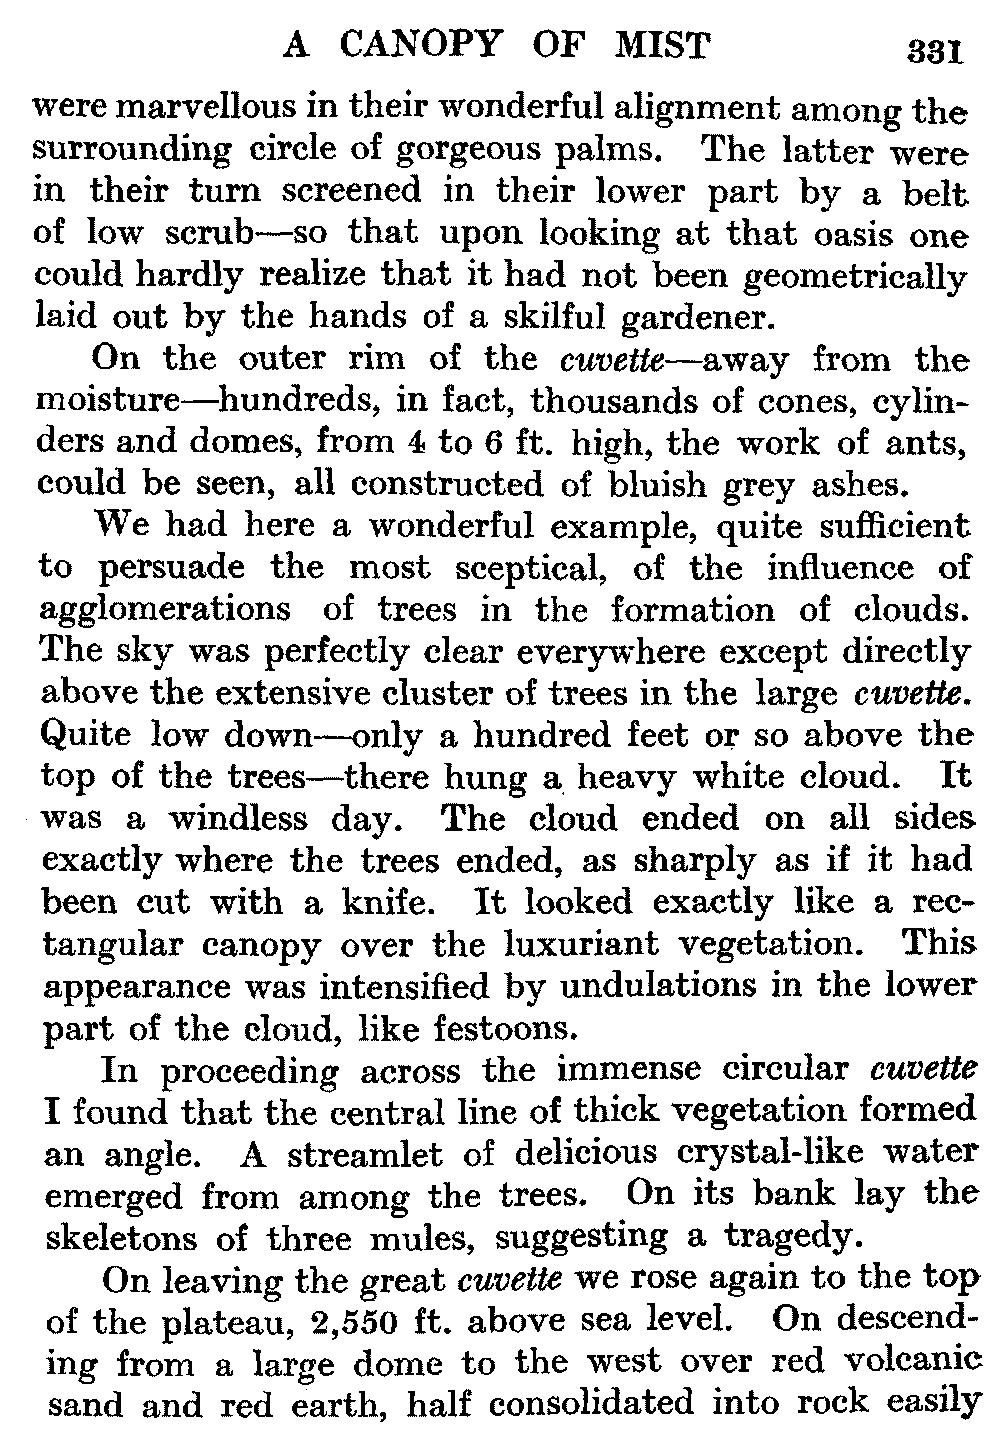 A CANOPY OF MIST 331
were marvellous in their wonderful alignment among the
surrounding circle of gorgeous palms. The latter were
in their turn screened in their lower part by a belt
of low scrub—so that upon looking at that oasis one
could hardly realize that it had not been geometrically
laid out by the hands of a skilful gardener.
On the outer rim of the cuvette—away from the
moisture—hundreds, in fact, thousands of cones, cylin-
ders and domes, from 4 to 6 ft. high, the work of ants,
could be seen, all constructed of bluish grey ashes.
We had here a wonderful example, quite sufficient
to persuade the most sceptical, of the influence of
agglomerations of trees in the formation of clouds.
The sky was perfectly clear everywhere except directly
above the extensive cluster of trees in the large cuvette.
Quite low down—only a hundred feet or so above the
top of the trees—there hung a heavy white cloud. It
was a windless day. The cloud ended on all sides
exactly where the trees ended, as sharply as if it had
been cut with a knife. It looked exactly like a rec-
tangular canopy over the luxuriant vegetation. This
appearance was intensified by undulations in the lower
part of the cloud, like festoons.
In proceeding across the immense circular cuvette
I found that the central line of thick vegetation formed
an angle. A streamlet of delicious crystal-like water
emerged from among the trees. On its bank lay the
skeletons of three mules, suggesting a tragedy.
On leaving the great cuvette we rose again to the top
of the plateau, 2,550 ft. above sea level. On descend-
ing from a large dome to the west over red volcanic
sand and red earth, half consolidated into rock easily